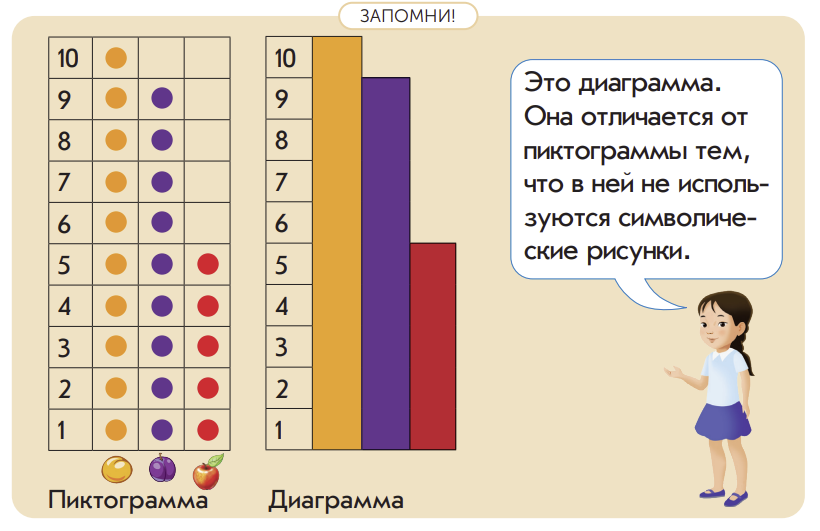 ЗАПОМНИ!
10
9
8
7
6
5
4
3
2
1
Пиктограмма
10
9
8
7
6
5
4
3
2
1
Диаграмма
Это диаграмма.
Она отличается от
пиктограммы тем,
что в ней не исполь-
зуются символиче-
ские рисунки.